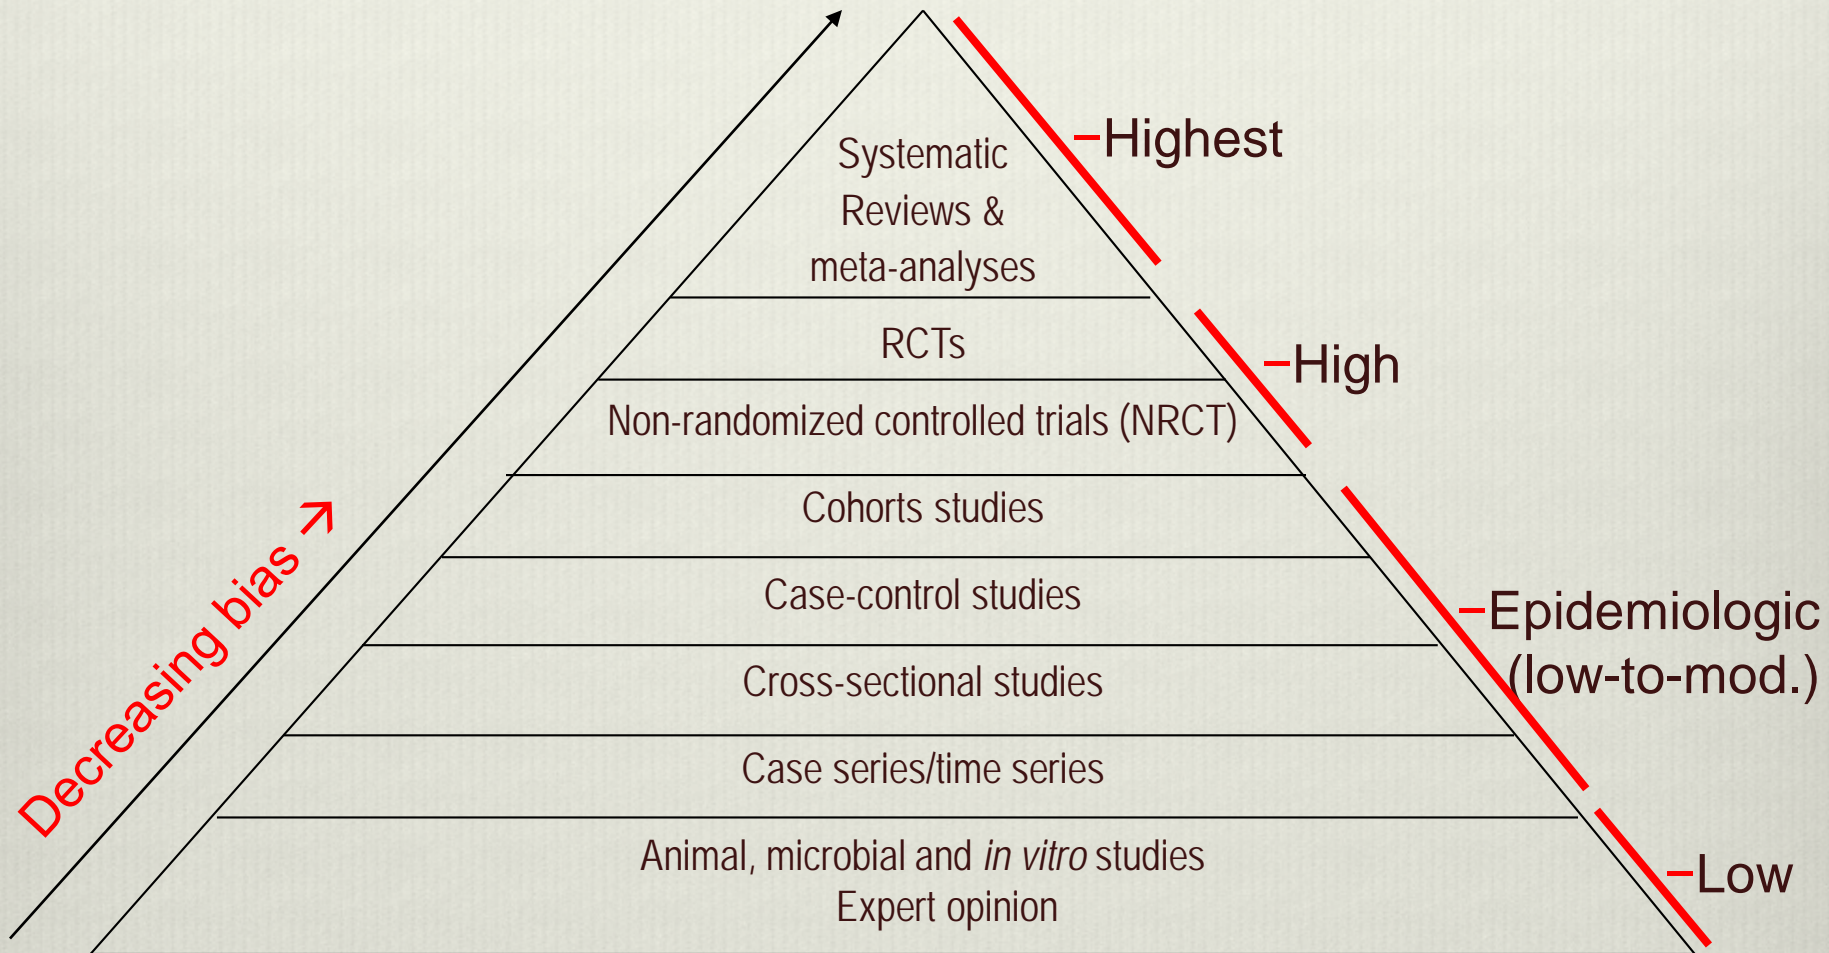 Systematic
Reviews &
meta-analyses
–Highest
RCTs
–High
Non-randomized controlled trials (NRCT)
Cohorts studies
Decreasing bias ↗
Case-control studies
–Epidemiologic
(low-to-mod.)
Cross-sectional studies
Case series/time series
Animal, microbial and in vitro studies
Expert opinion
–Low